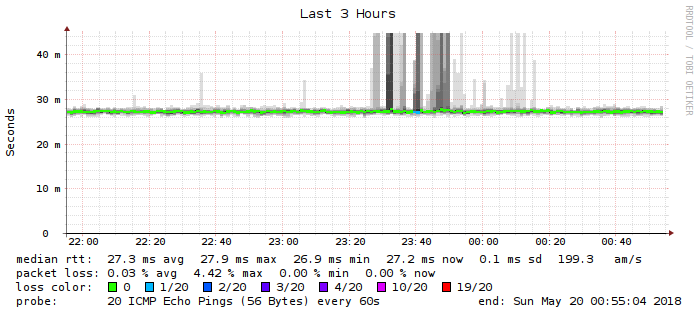 Last 3 Hours
RRDTOOL / TOBI OETIKER
Seconds
40 m
30 m
20 m
10 m
0
22:00 22:20 22:40 23:00 23:20 23:40 00:00 00:20 00:40
median rtt: 27.3 ms avg 27.9 ms max 26.9 ms min 27.2 ms now 0.1 ms sd 199.3 am/s
packet loss: 0.03 % avg 4.42 % max 0.00 % min 0.00 % now
loss color: 0 1/20 2/20 3/20 4/20 10/20 19/20
probe: 20 ICMP Echo Pings (56 Bytes) every 60s end: Sun May 20 00:55:04 2018